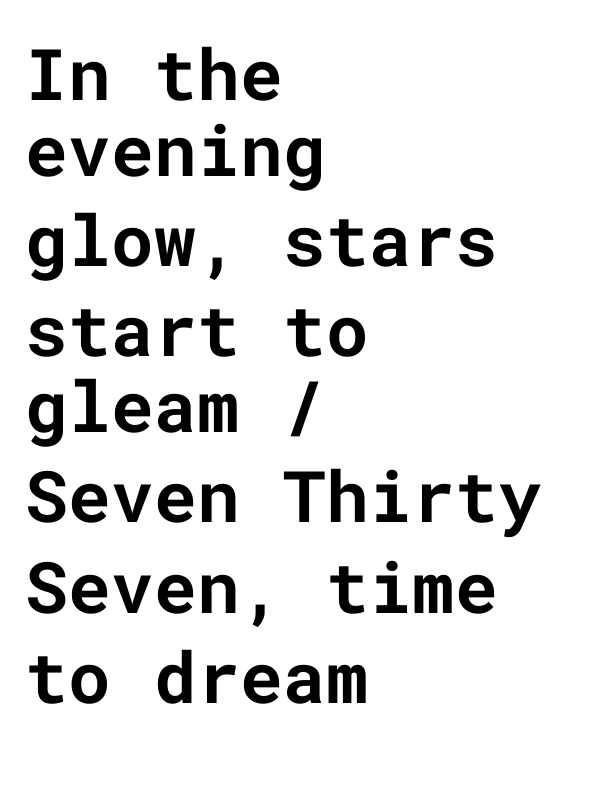 In the
evening
glow, stars
start to
gleam /
Seven Thirty
Seven, time
to dream